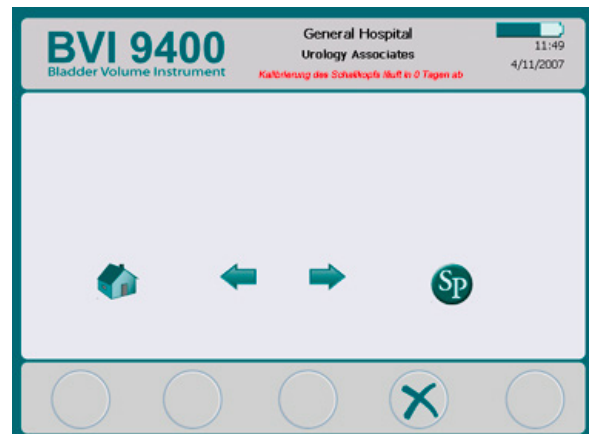 BVI 9400
Bladder Volume Instrument
General Hospital
Urology Associates
Kalibrierung des Schallkopfs läuft in 0 Tagen ab
11:49
4/11/2007
SP